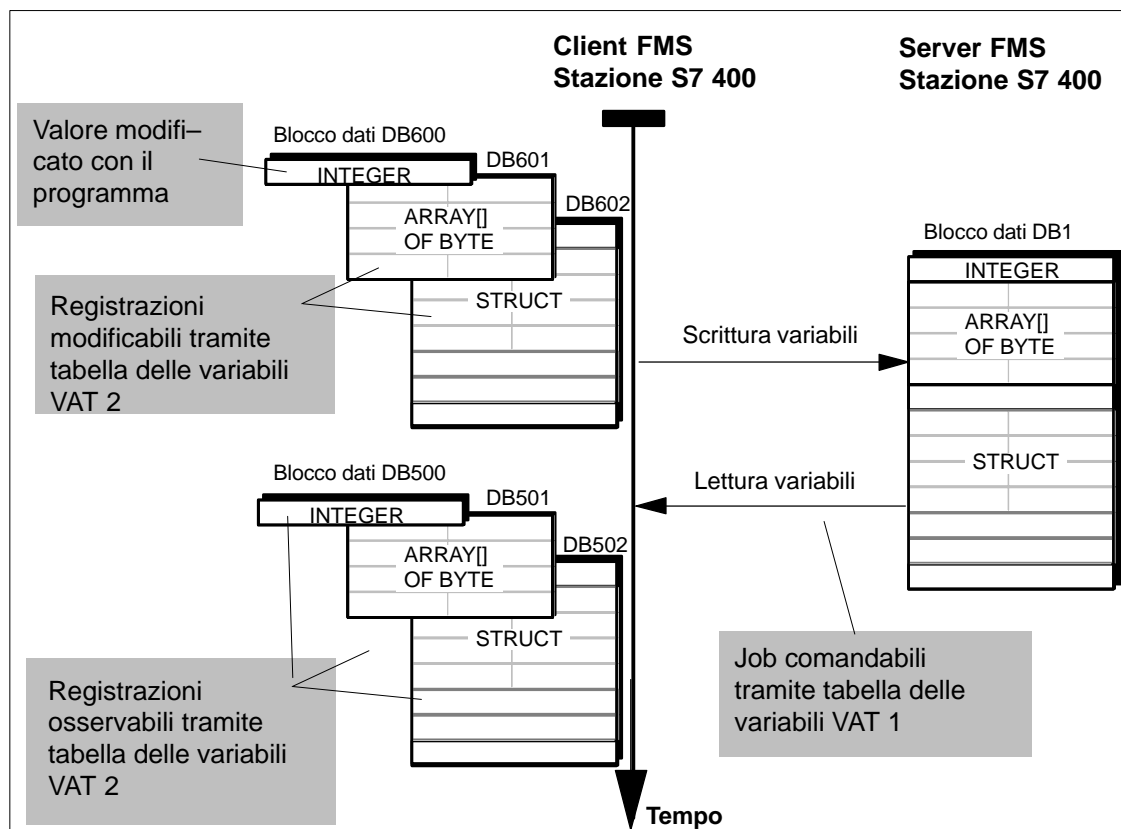 Client FMS
Stazione S7 400
Server FMS
Stazione S7 400
Valore modifi–
cato con il
programma
Blocco dati DB600
INTEGER
DB601
ARRAY[]
OF BYTE
DB602
STRUCT
Registrazioni
modificabili tramite
tabella delle variabili
VAT 2
Scrittura variabili
Blocco dati DB1
INTEGER
ARRAY[]
OF BYTE
STRUCT
Lettura variabili
Blocco dati DB500
INTEGER
DB501
ARRAY[]
OF BYTE
DB502
STRUCT
Registrazioni
osservabili tramite
tabella delle variabili
VAT 2
Job comandabili
tramite tabella delle
variabili VAT 1
Tempo